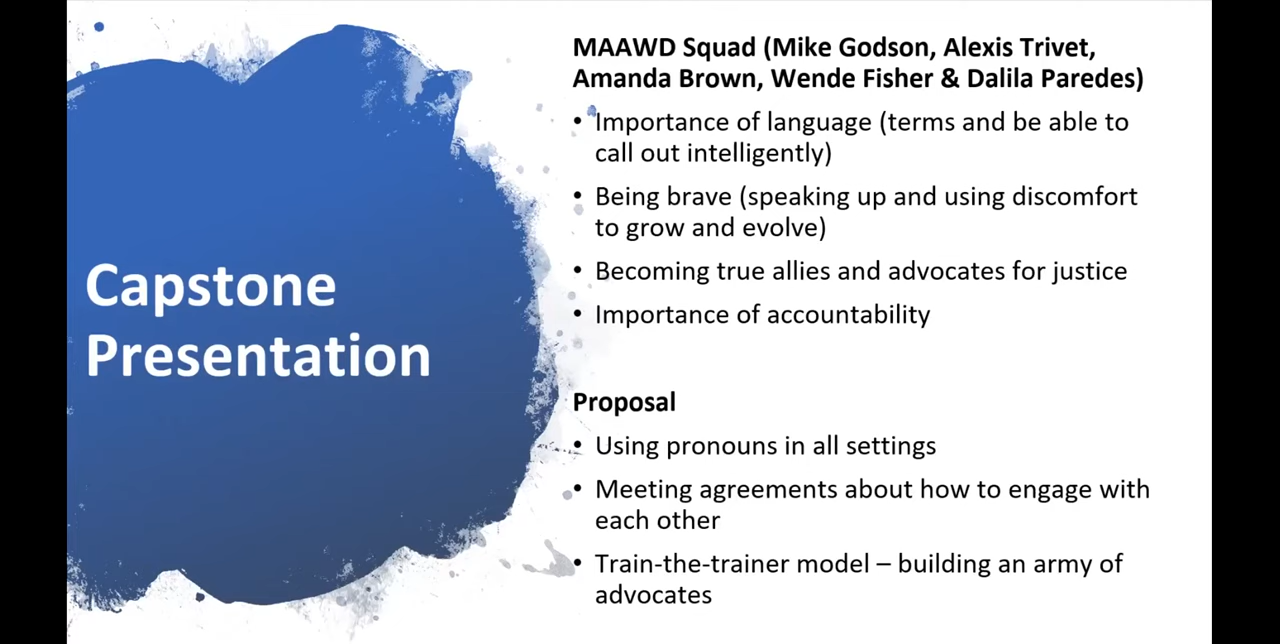 Capstone
Presentation
MAAWD Squad (Mike Godson, Alexis Trivet,
Amanda Brown, Wende Fisher & Dalila Paredes)
• Importance of language (terms and be able to
call out intelligently)
• Being brave (speaking up and using discomfort
to grow and evolve)
• Becoming true allies and advocates for justice
• Importance of accountability
Proposal
• Using pronouns in all settings
• Meeting agreements about how to engage with
each other
• Train-the-trainer model – building an army of
advocates